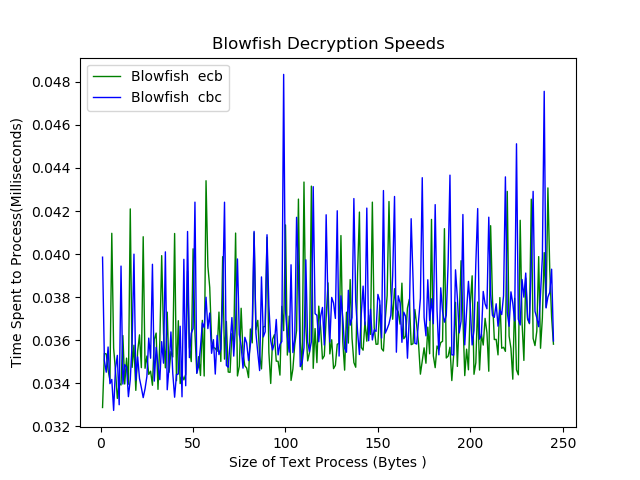 Blowfish Decryption Speeds
Blowfish  ecb
Blowfish  cbc
Time Spent to Process(Milliseconds)
0.048
0.046
0.044
0.042
0.040
0.038
0.036
0.034
0.032
0 50 100 150 200 250
Size of Text Process (Bytes )